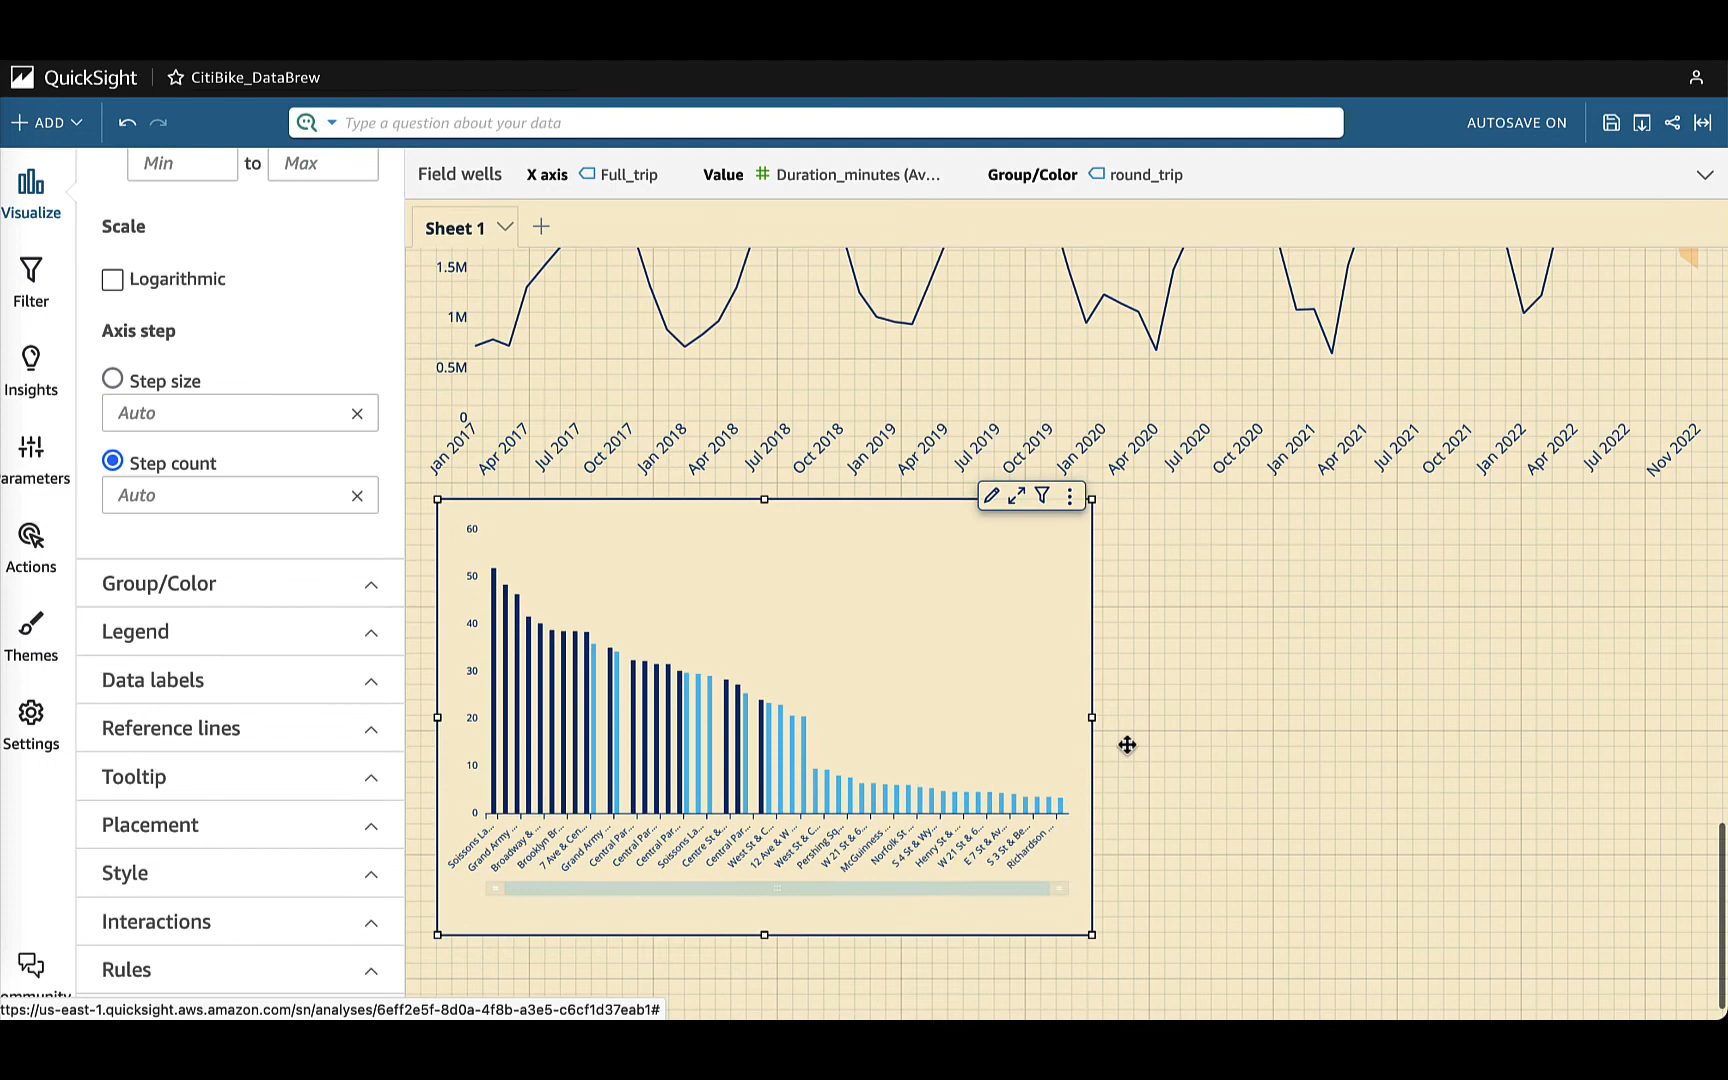 QuickSight
CitiBike_DataBrew
ADD
Type a question about your data
AUTOSAVE ON
Visualize
Filter
Insights
arameters
Actions
Themes
Settings
ommunity
Min to Max
Scale
Logarithmic
Axis step
Step size
Auto
Step count
Auto
Group/Color
Legend
Data labels
Reference lines
Tooltip
Placement
Style
Interactions
Rules
Field wells X axis Full_trip Value # Duration_minutes (Av... Group/Color round_trip
Sheet 1
1.5M
1M
0.5M
0
Jan 2017 Apr 2017 Jul 2017 Oct 2017 Jan 2018 Apr 2018 Jul 2018 Oct 2018 Jan 2019 Apr 2019 Jul 2019 Oct 2019 Jan 2020 Apr 2020 Jul 2020 Oct 2020 Jan 2021 Apr 2021 Jul 2021 Oct 2021 Jan 2022 Apr 2022 Jul 2022 Nov 2022
60
50
40
30
20
10
0
Soissons La... Grand Army ... Broadway & ... Brooklyn Br... 7 Ave & Cen... Grand Army ... Central Par... Central Par... Central Par... Soissons La... Centre St &... Central Par... West St & C... 12 Ave & W ... West St & C... Pershing Sq... W 21 St & 6... McGuinness ... Norfolk St ... S 4 St & Wy... Henry St & ... W 21 St & 6... E 7 St & Av... S 3 St & Be... Richardson ...
ttps://us-east-1.quicksight.aws.amazon.com/sn/analyses/6eff2e5f-8d0a-4f8b-a3e5-c6cf1d37eab1#